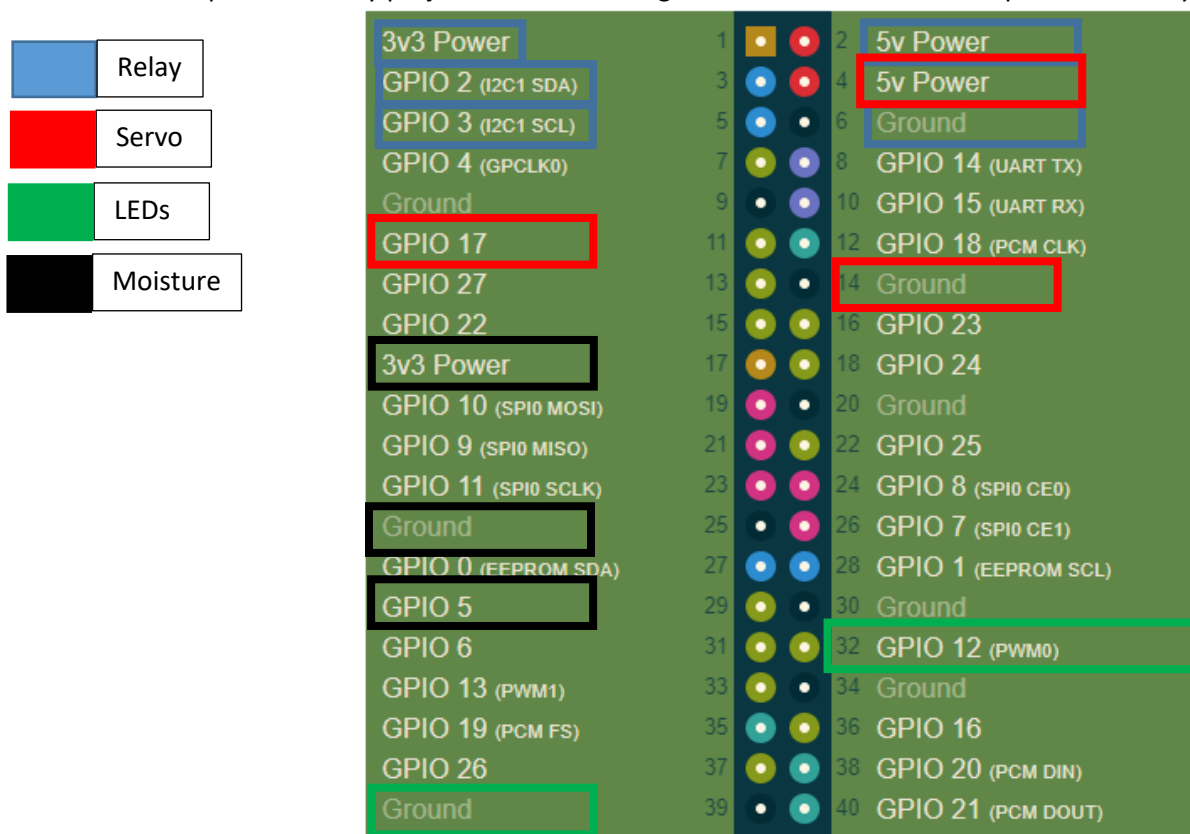 Relay
Servo
LEDs
Moisture
3v3 Power 1 2 5v Power
GPIO 2 (I2C1 SDA) 3 4 5v Power
GPIO 3 (I2C1 SCL) 5 6 Ground
GPIO 4 (GPCLK0) 7 8 GPIO 14 (UART TX)
Ground 9 10 GPIO 15 (UART RX)
GPIO 17 11 12 GPIO 18 (PCM CLK)
GPIO 27 13 14 Ground
GPIO 22 15 16 GPIO 23
3v3 Power 17 18 GPIO 24
GPIO 10 (SPI0 MOSI) 19 20 Ground
GPIO 9 (SPI0 MISO) 21 22 GPIO 25
GPIO 11 (SPI0 SCLK) 23 24 GPIO 8 (SPI0 CE0)
Ground 25 26 GPIO 7 (SPI0 CE1)
GPIO 0 (EEPROM SDA) 27 28 GPIO 1 (EEPROM SCL)
GPIO 5 29 30 Ground
GPIO 6 31 32 GPIO 12 (PWM0)
GPIO 13 (PWM1) 33 34 Ground
GPIO 19 (PCM FS) 35 36 GPIO 16
GPIO 26 37 38 GPIO 20 (PCM DIN)
Ground 39 40 GPIO 21 (PCM DOUT)